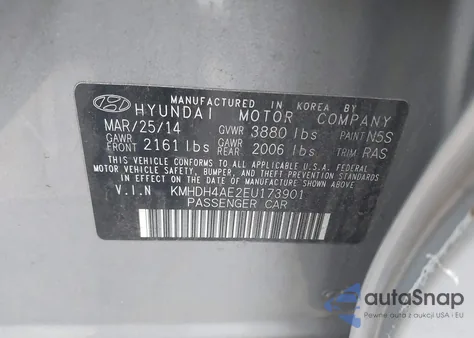 MANUFACTURED IN KOREA BY
HYUNDAI MOTOR COMPANY
MAR/25/14 GVWR 3880 lbs PAINT N5S
GAWR FRONT 2161 lbs GAWR REAR 2006 lbs TRIM RAS
THIS VEHICLE CONFORMS TO ALL APPLICABLE U.S.A. FEDERAL
MOTOR VEHICLE SAFETY, BUMPER, AND THEFT PREVENTION
STANDARDS IN EFFECT ON THE DATE OF MANUFACTURE SHOWN ABOVE.
V.I.N KMHDH4AE2EU173901
PASSENGER CAR
autoSnap
Pewne auto z aukcji USA i EU